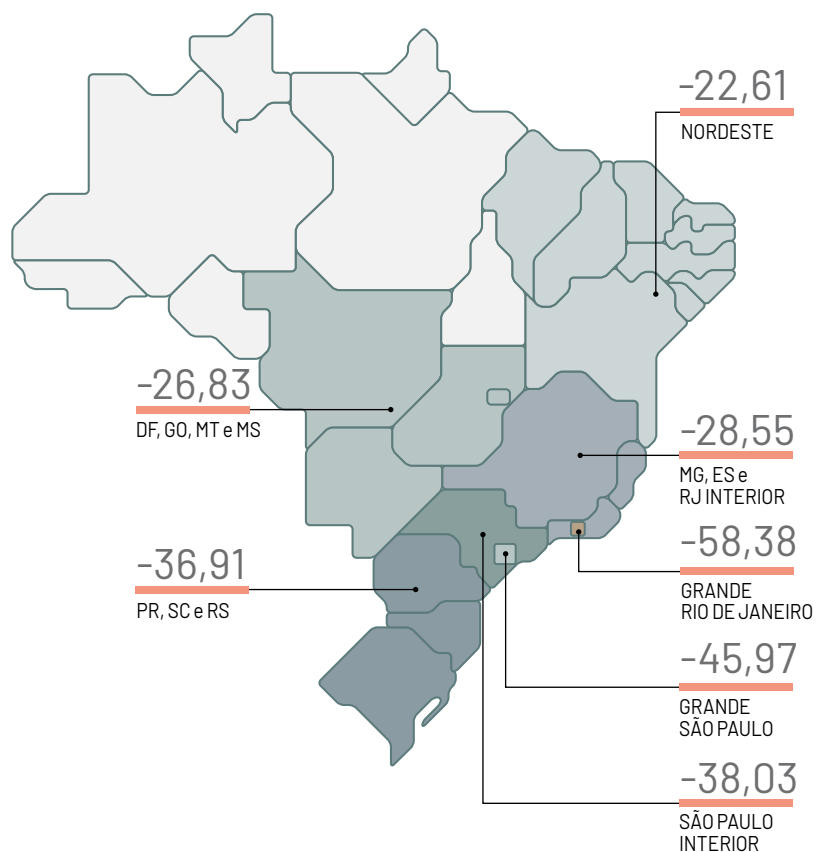 -22,61
NORDESTE
-26,83
DF, GO, MT e MS
-28,55
MG, ES e
RJ INTERIOR
-58,38
GRANDE
RIO DE JANEIRO
-36,91
PR, SC e RS
-45,97
GRANDE
SÃO PAULO
-38,03
SÃO PAULO
INTERIOR